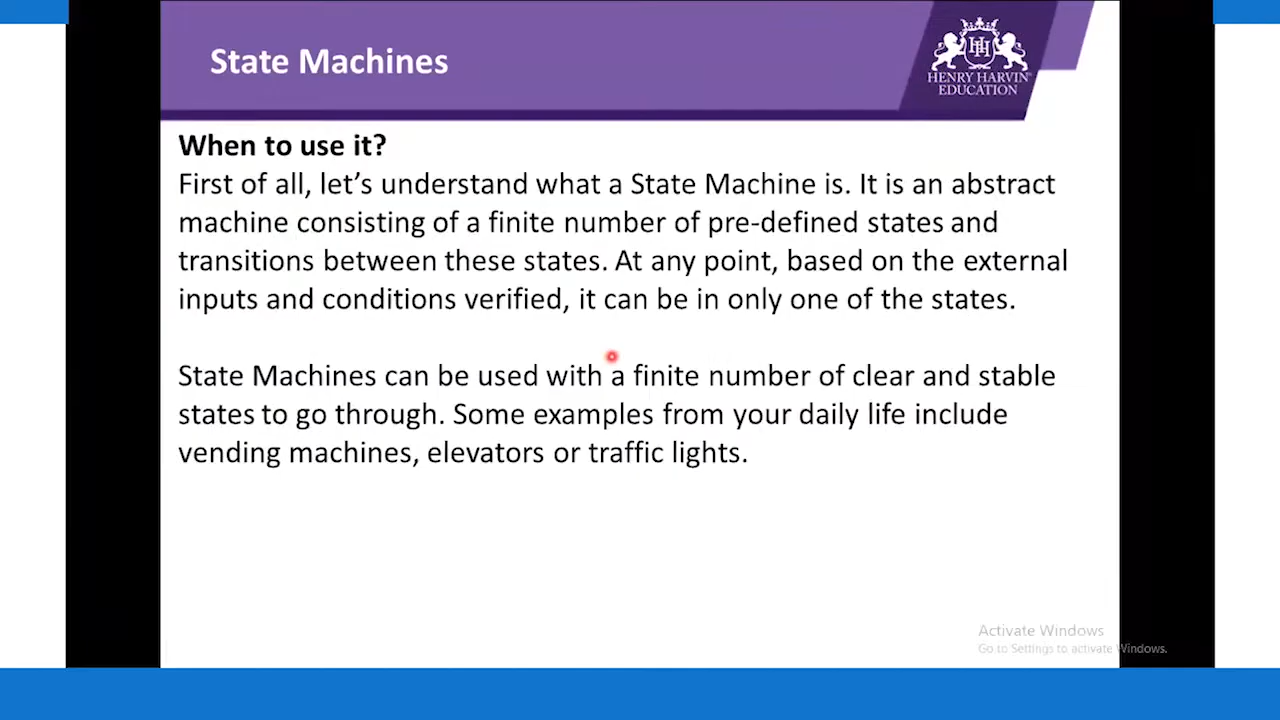 State Machines
HENRY HARVIN
EDUCATION
When to use it?
First of all, let’s understand what a State Machine is. It is an abstract
machine consisting of a finite number of pre-defined states and
transitions between these states. At any point, based on the external
inputs and conditions verified, it can be in only one of the states.
State Machines can be used with a finite number of clear and stable
states to go through. Some examples from your daily life include
vending machines, elevators or traffic lights.
Activate Windows
Go to Settings to activate Windows.